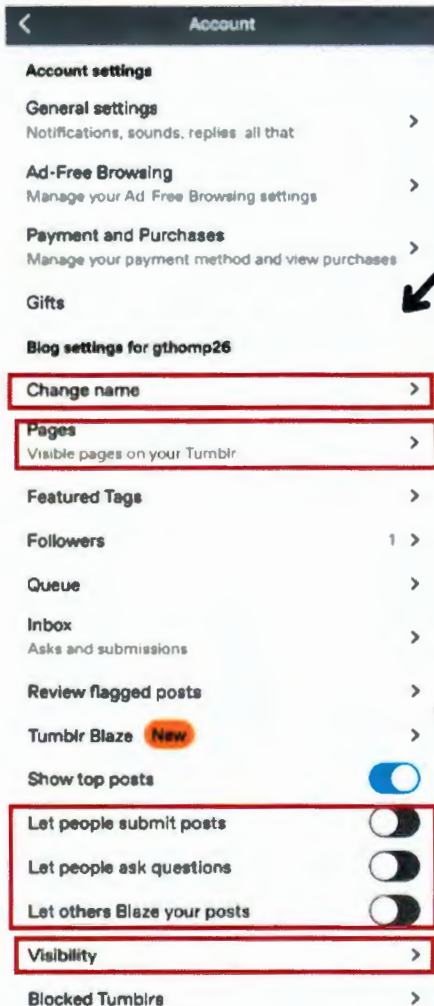 Account
Account settings
General settings
Notifications, sounds, replies all that
Ad-Free Browsing
Manage your Ad Free Browsing settings
Payment and Purchases
Manage your payment method and view purchases
Gifts
Blog settings for gthomp26
Change name
Pages
Visible pages on your Tumblr
Featured Tags
Followers 1
Queue
Inbox
Asks and submissions
Review flagged posts
Tumblr Blaze New
Show top posts
Let people submit posts
Let people ask questions
Let others Blaze your posts
Visibility
Blocked Tumblrs